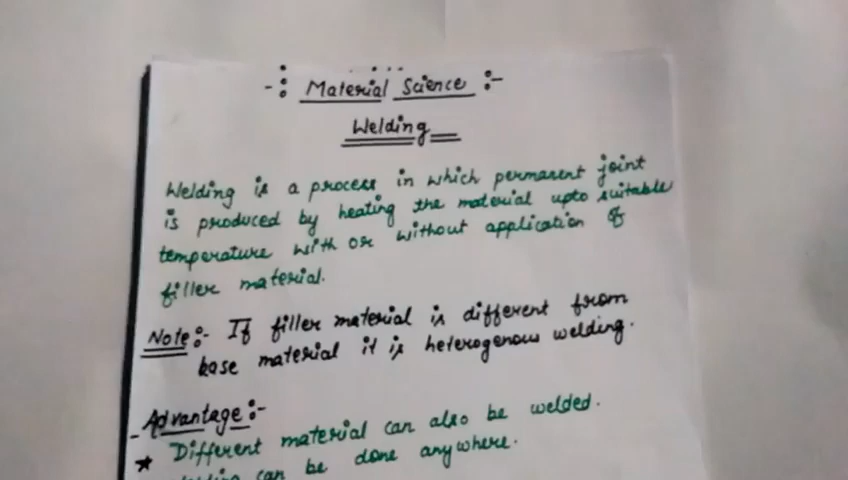 -: Material Science :-
Welding
Welding is a process in which permanent joint
is produced by heating the material upto suitable
temperature with or without application of
filler material.
Note:- If filler material is different from
base material it is heterogenous welding.
- Advantage:-
* Different material can also be welded.
can be done anywhere.